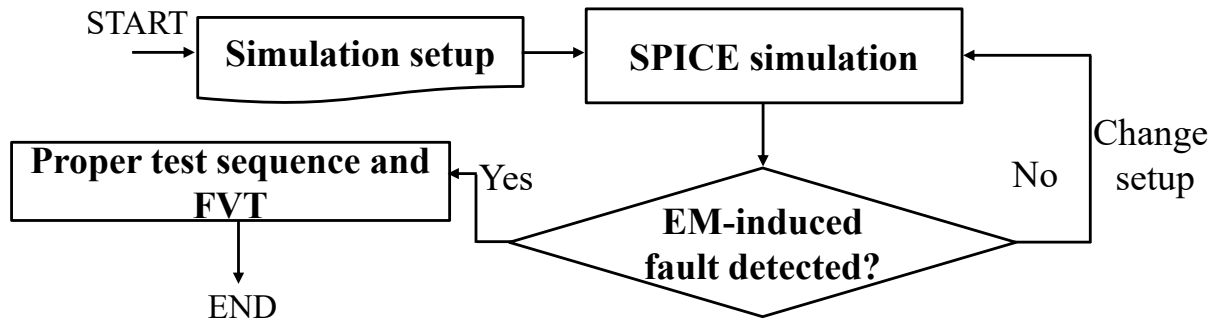 START
Simulation setup
SPICE simulation
Proper test sequence and
FVT
Yes
No
Change
setup
EM-induced
fault detected?
END